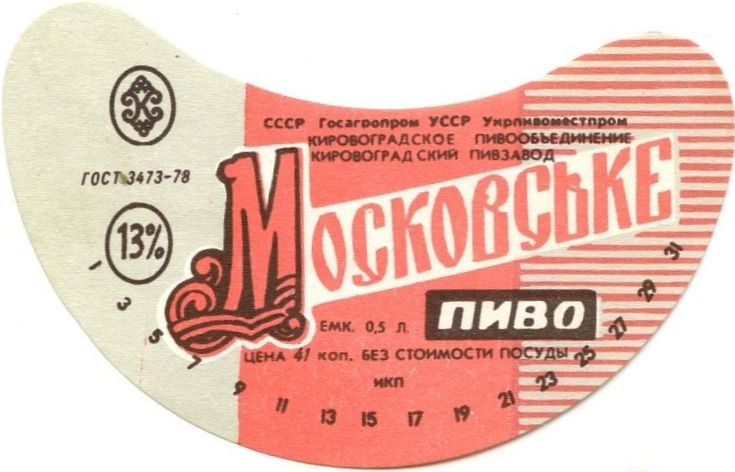 СССР Госагропром УССР Укрпивоместпром
КИРОВОГРАДСКОЕ ПИВООБЪЕДИНЕНИЕ
КИРОВОГРАДСКИЙ ПИВЗАВОД
ГОСТ 3473-78
13%
МОСКОВСЬКЕ
ПИВО
ЕМК. 0,5 Л.
ЦЕНА 41 КОП. БЕЗ СТОИМОСТИ ПОСУДЫ
ИКП
1 3 5 7 9 11 13 15 17 19 21 23 25 27 29 31